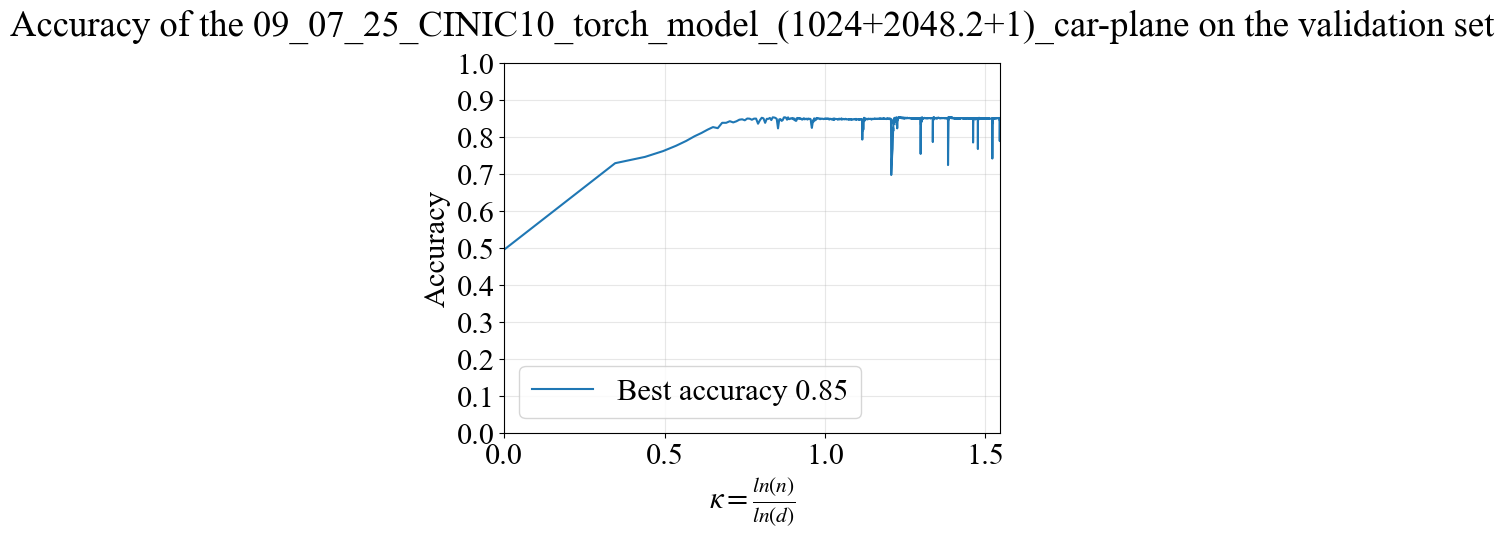 Accuracy of the 09_07_25_CINIC10_torch_model_(1024+2048.2+1)_car-plane on the validation set
1.0
0.9
0.8
0.7
0.6
0.5
0.4
0.3
0.2
0.1
0.0
Accuracy
Best accuracy 0.85
0.0 0.5 1.0 1.5
κ = ln(n) / ln(d)